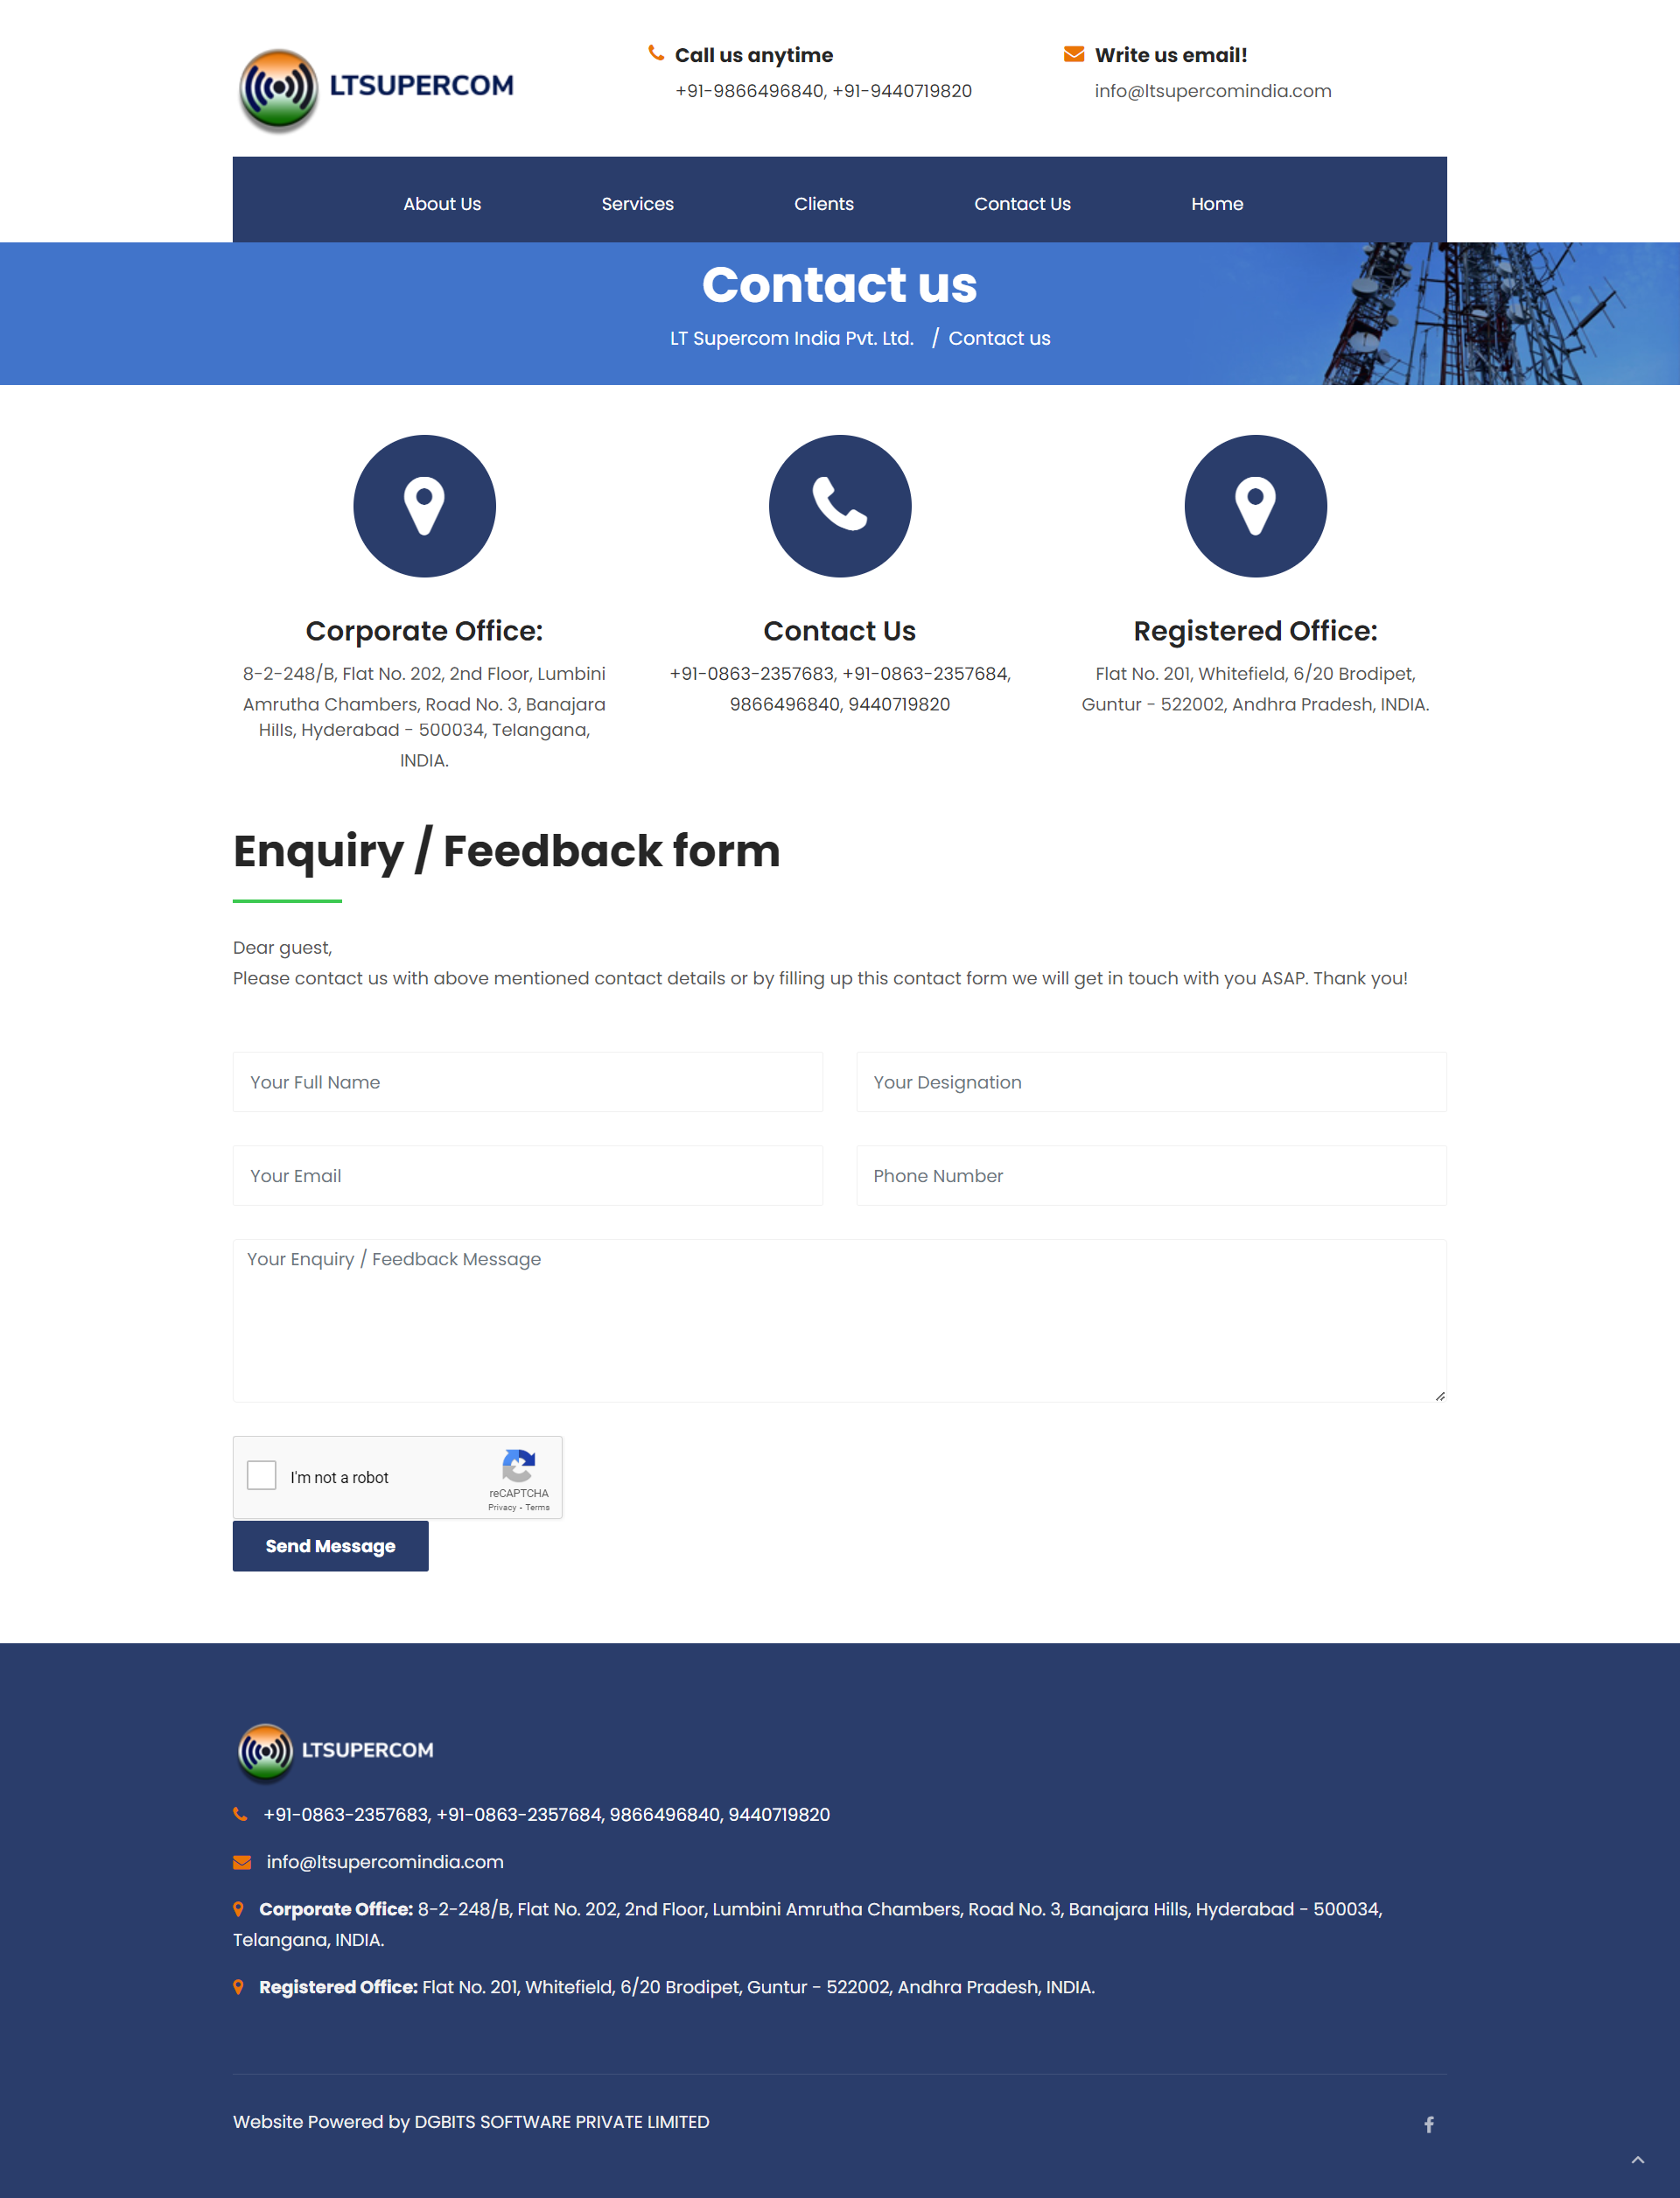 LTSUPERCOM
Call us anytime
+91-9866496840, +91-9440719820
Write us email!
info@ltsupercomindia.com
About Us
Services
Clients
Contact Us
Home
Contact us
LT Supercom India Pvt. Ltd. / Contact us
Corporate Office:
8-2-248/B, Flat No. 202, 2nd Floor, Lumbini
Amrutha Chambers, Road No. 3, Banajara
Hills, Hyderabad - 500034, Telangana,
INDIA.
Contact Us
+91-0863-2357683, +91-0863-2357684,
9866496840, 9440719820
Registered Office:
Flat No. 201, Whitefield, 6/20 Brodipet,
Guntur - 522002, Andhra Pradesh, INDIA.
Enquiry / Feedback form
Dear guest,
Please contact us with above mentioned contact details or by filling up this contact form we will get in touch with you ASAP. Thank you!
Your Full Name
Your Designation
Your Email
Phone Number
Your Enquiry / Feedback Message
I'm not a robot
reCAPTCHA
Privacy - Terms
Send Message
LTSUPERCOM
+91-0863-2357683, +91-0863-2357684, 9866496840, 9440719820
info@ltsupercomindia.com
Corporate Office: 8-2-248/B, Flat No. 202, 2nd Floor, Lumbini Amrutha Chambers, Road No. 3, Banajara Hills, Hyderabad - 500034,
Telangana, INDIA.
Registered Office: Flat No. 201, Whitefield, 6/20 Brodipet, Guntur - 522002, Andhra Pradesh, INDIA.
Website Powered by DGBITS SOFTWARE PRIVATE LIMITED